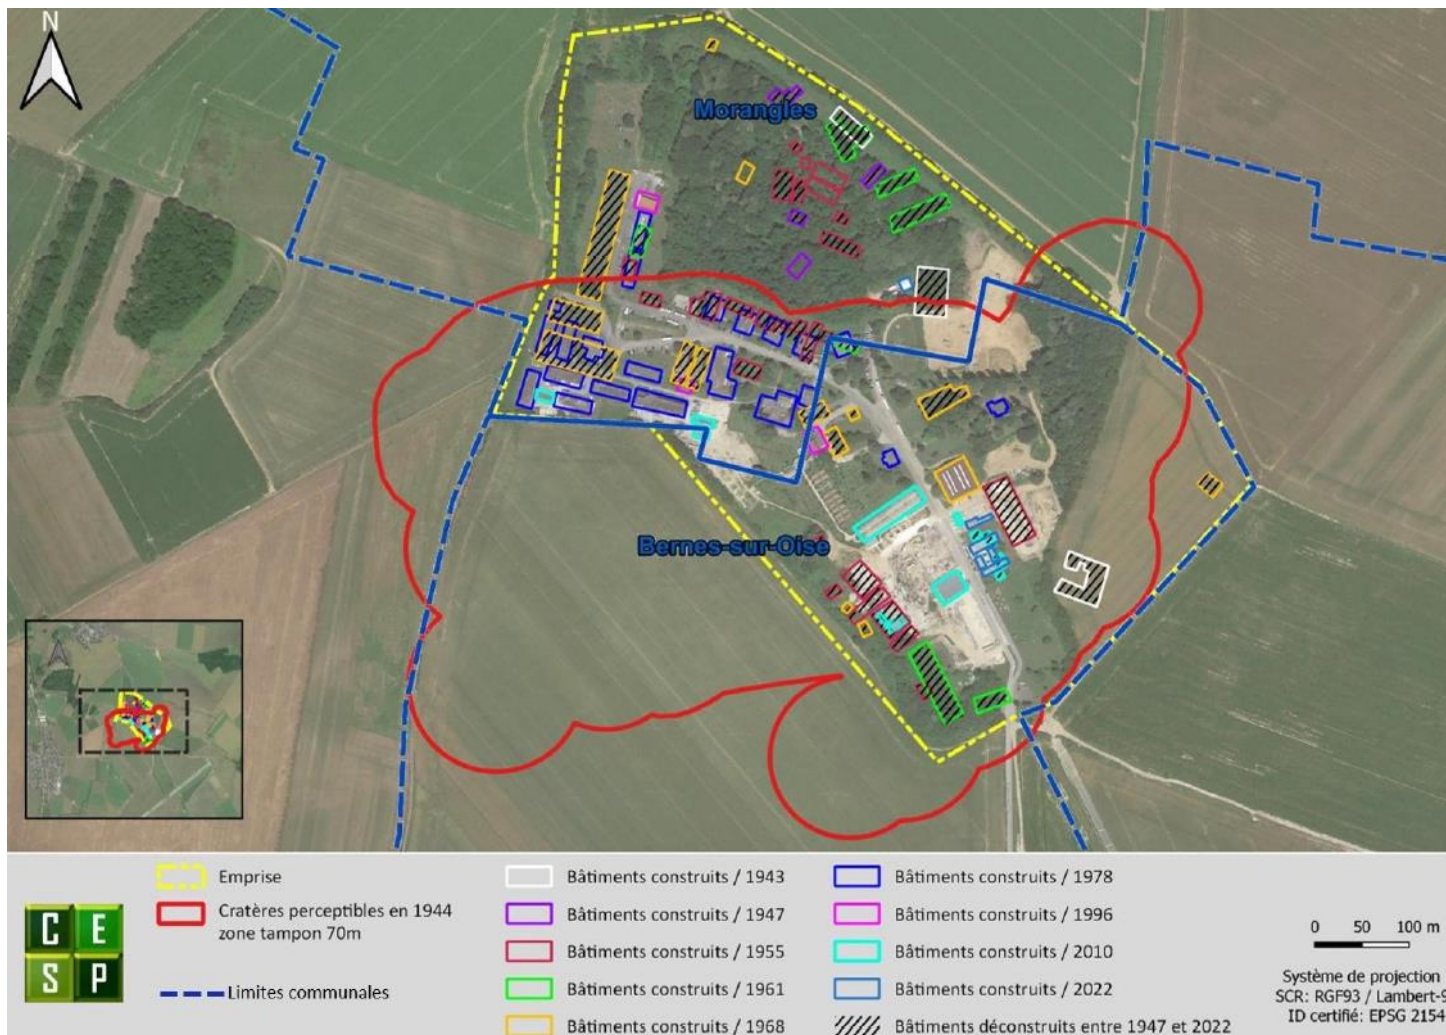 N
Morangles
Bernes-sur-Oise
Emprise
Cratères perceptibles en 1944
zone tampon 70m
Limites communales
Bâtiments construits / 1943
Bâtiments construits / 1947
Bâtiments construits / 1955
Bâtiments construits / 1961
Bâtiments construits / 1968
Bâtiments construits / 1978
Bâtiments construits / 1996
Bâtiments construits / 2010
Bâtiments construits / 2022
Bâtiments déconstruits entre 1947 et 2022
C E
S P
0 50 100 m
Système de projection
SCR: RGF93 / Lambert-9
ID certifié: EPSG 2154